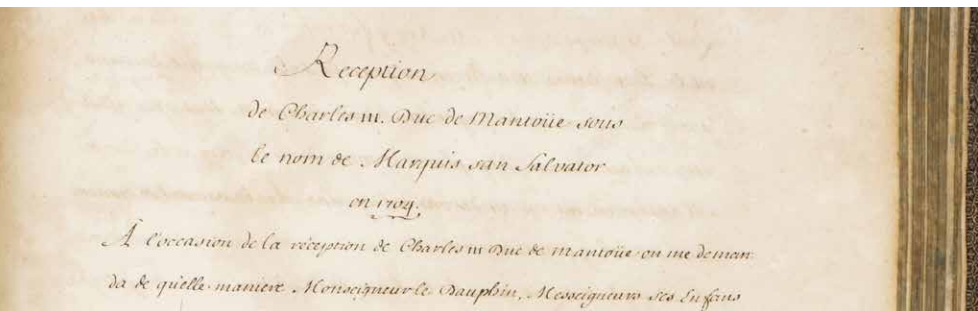 Reception
de Charles III. Duc de Mantoüe sous
le nom de Marquis san Salvator
en 1704.
A l'occasion de la réception de Charles III Duc de mantoüe on me deman
da de quelle maniere Monseigneur le Dauphin, Messeigneurs ses Enfans